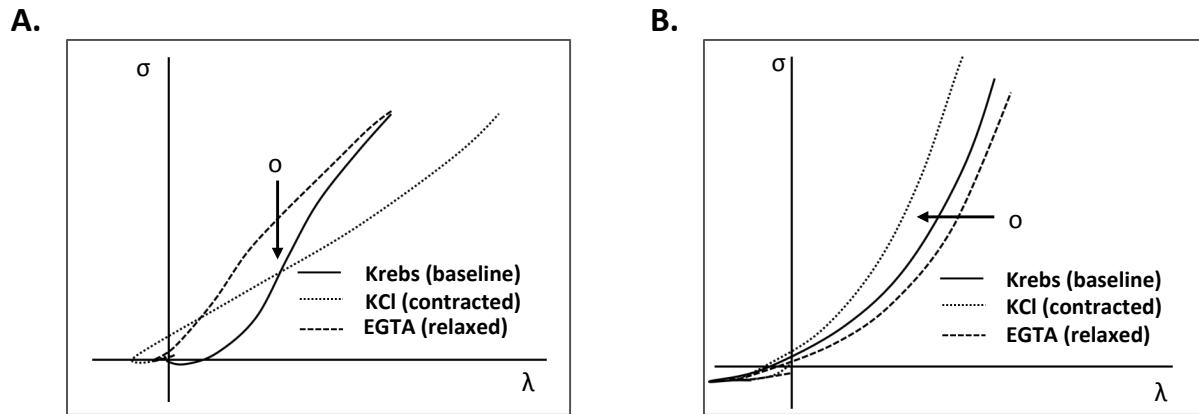 A.
σ
o
Krebs (baseline)
KCl (contracted)
EGTA (relaxed)
λ
B.
σ
o
Krebs (baseline)
KCl (contracted)
EGTA (relaxed)
λ